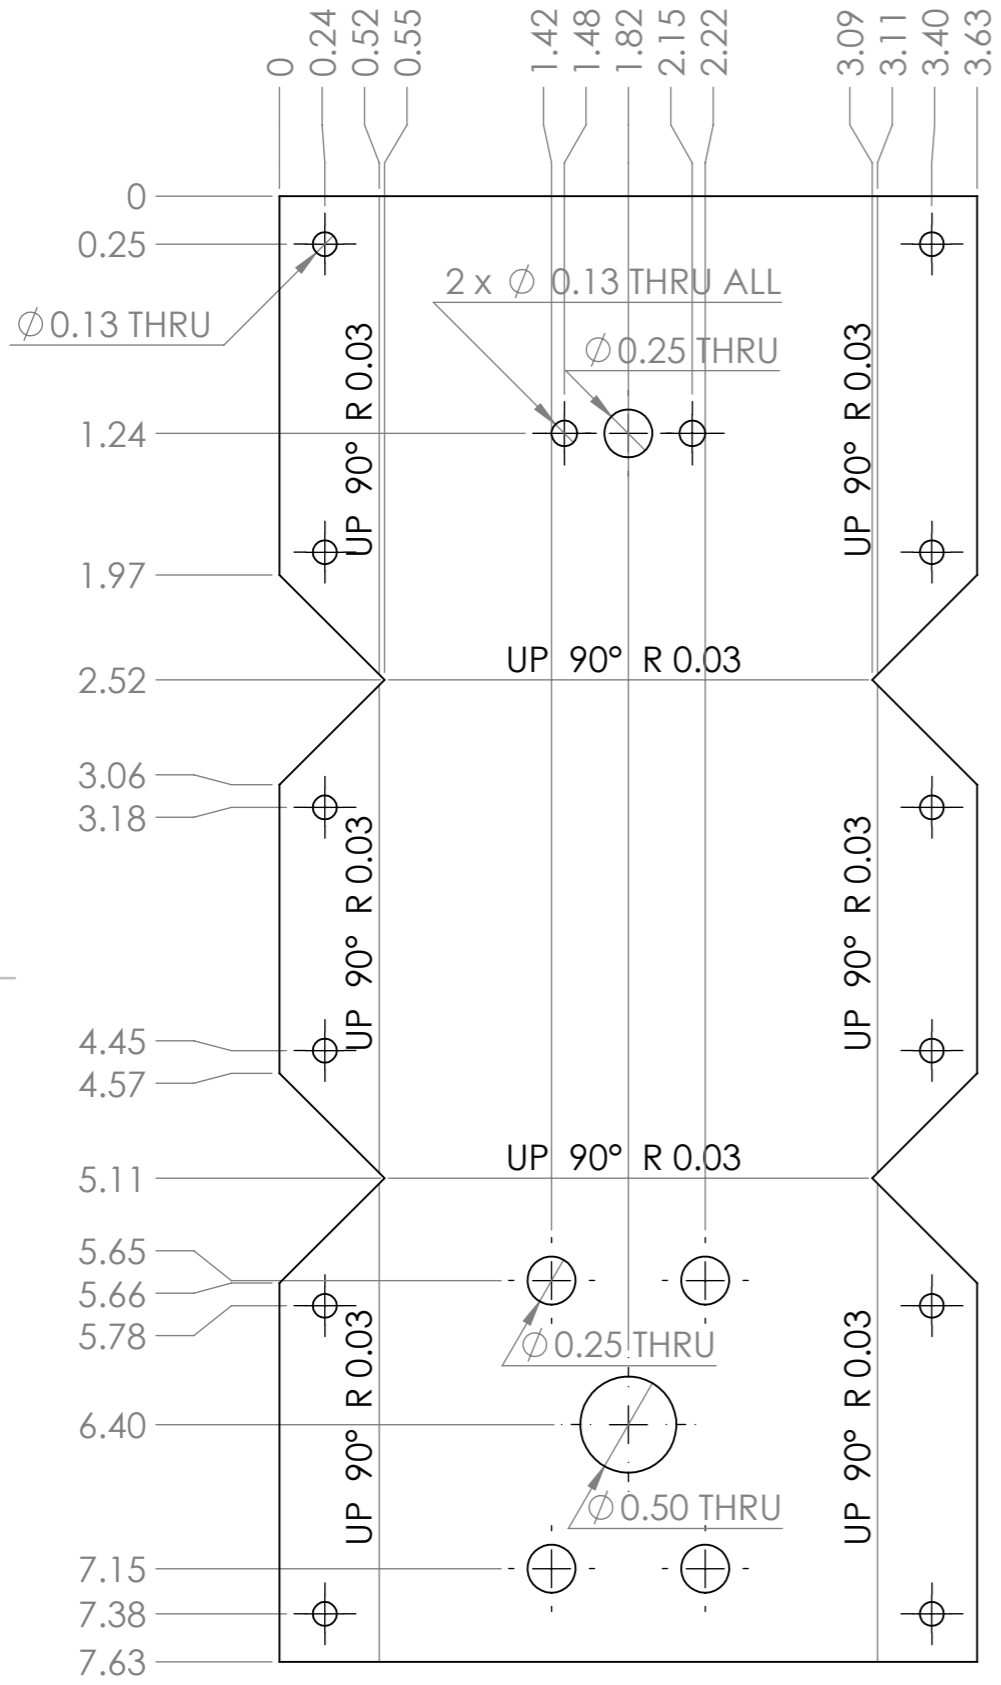 0
0.24
0.52
0.55
1.42
1.48
1.82
2.15
2.22
3.09
3.11
3.40
3.63
0
0.25
2 x ∅ 0.13 THRU ALL
∅ 0.13 THRU
∅ 0.25 THRU
UP 90° R 0.03
UP 90° R 0.03
1.24
1.97
UP 90° R 0.03
2.52
3.06
3.18
UP 90° R 0.03
UP 90° R 0.03
4.45
4.57
UP 90° R 0.03
5.11
5.65
5.66
5.78
∅ 0.25 THRU
UP 90° R 0.03
UP 90° R 0.03
6.40
∅ 0.50 THRU
7.15
7.38
7.63